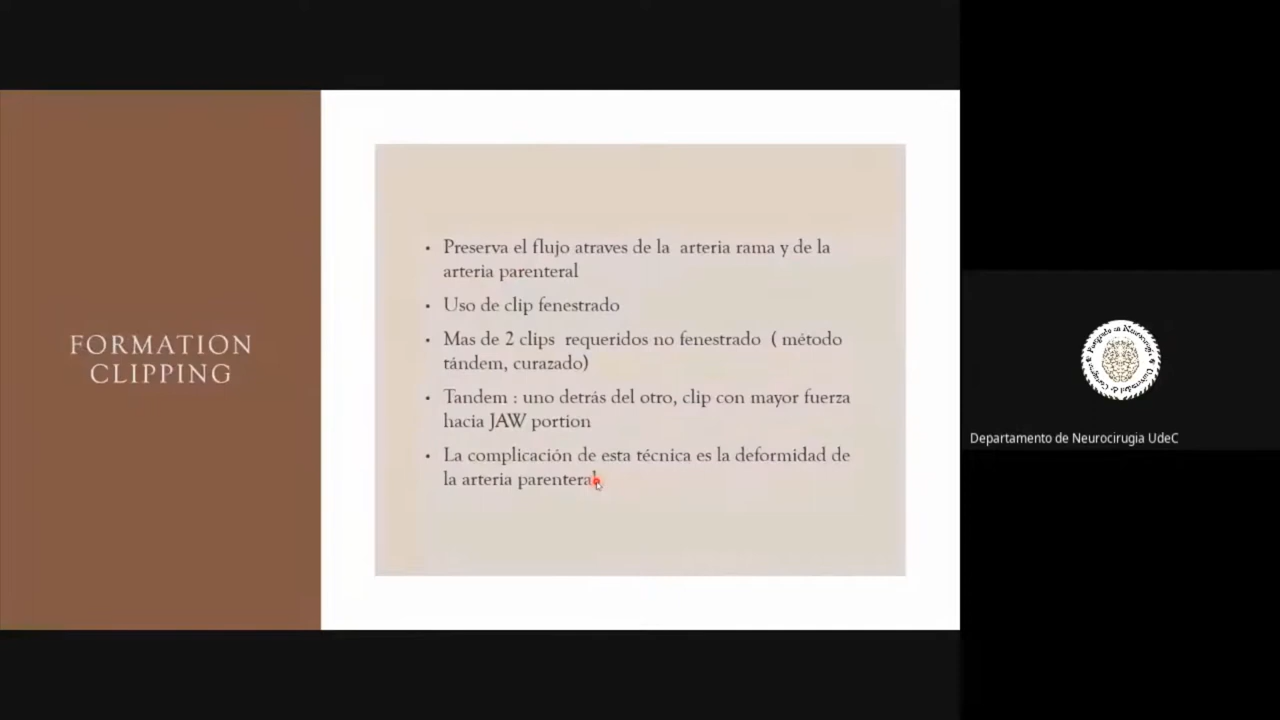 FORMATION
CLIPPING
• Preserva el flujo atraves de la arteria rama y de la
arteria parenteral
• Uso de clip fenestrado
• Mas de 2 clips requeridos no fenestrado ( método
tándem, curazado)
• Tandem : uno detrás del otro, clip con mayor fuerza
hacia JAW portion
• La complicación de esta técnica es la deformidad de
la arteria parenteral
Departamento de Neurocirugia UdeC